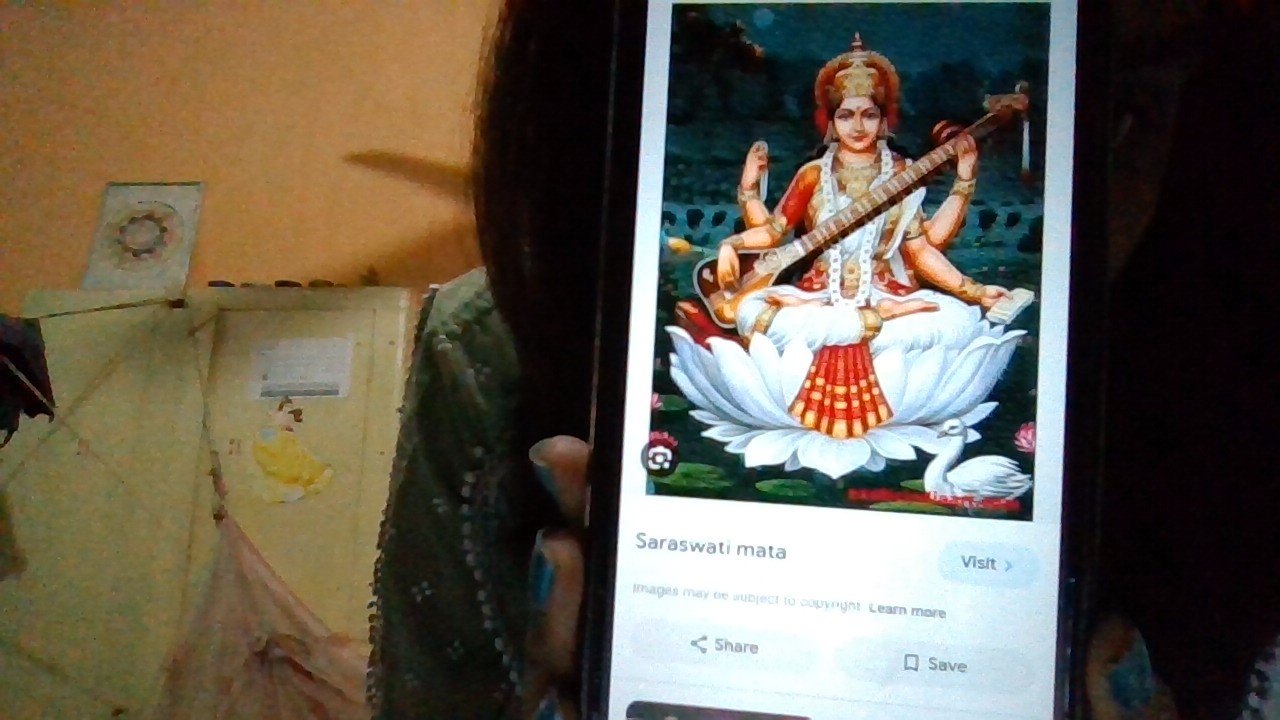 Saraswati mata
Visit >
Images may be subject to copyright. Learn more
Share
Save